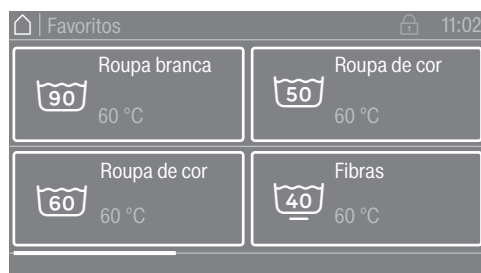 Favoritos 11:02
Roupa branca
90
60 °C
Roupa de cor
50
60 °C
Roupa de cor
60
60 °C
Fibras
40
60 °C